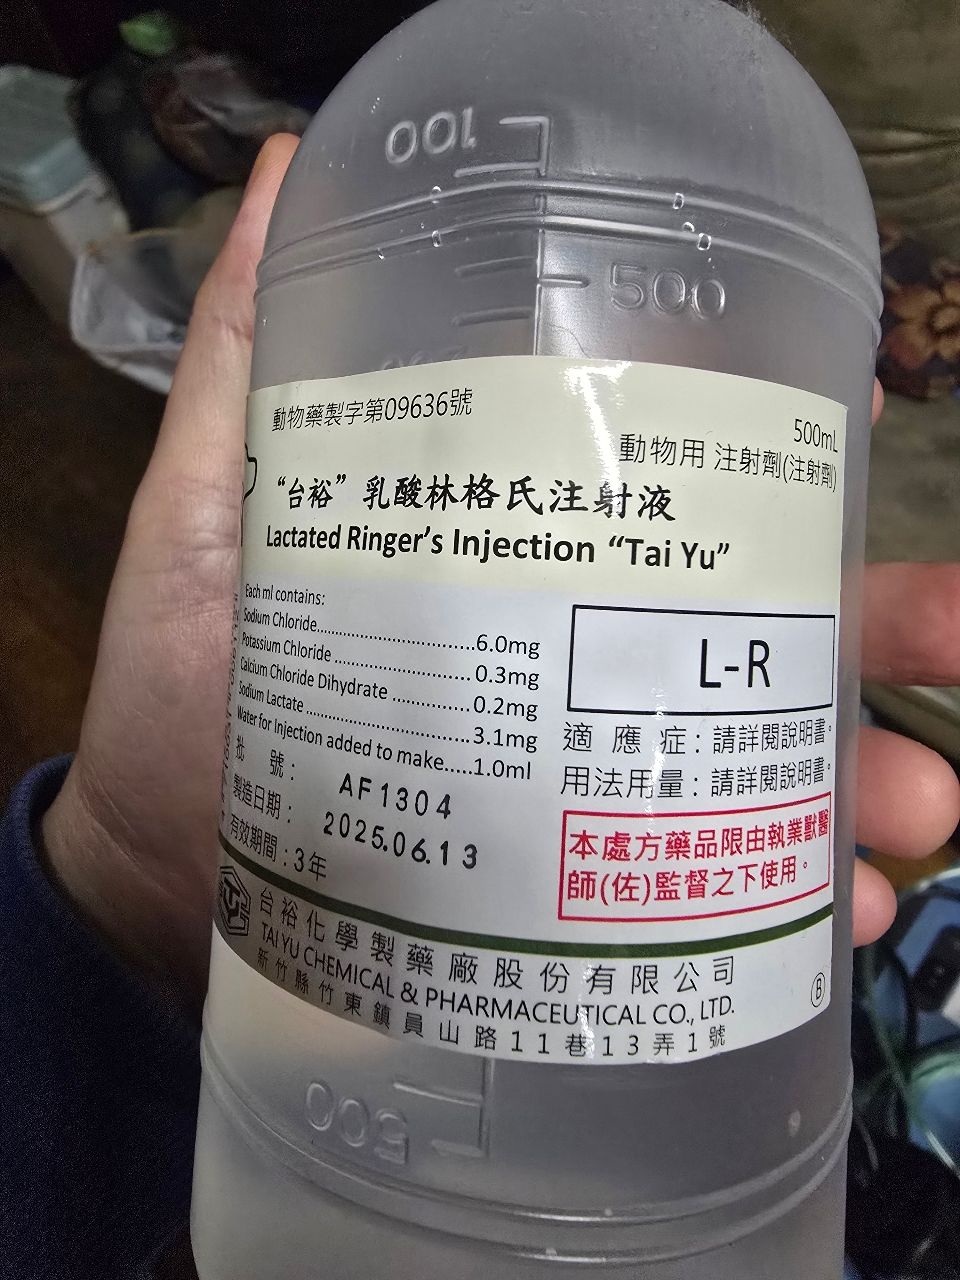 100
500
動物藥製字第09636號
500mL
動物用 注射劑(注射劑)
“台裕”乳酸林格氏注射液
Lactated Ringer’s Injection “Tai Yu”
Each ml contains:
Sodium Chloride..............................6.0mg
Potassium Chloride ......................0.3mg
Calcium Chloride Dihydrate ............0.2mg
Sodium Lactate..........................3.1mg
Water for Injection added to make.....1.0ml
L-R
適應症:請詳閱說明書。
用法用量:請詳閱說明書。
批號: AF1304
製造日期: 2025.06.13
有效期間:3年
本處方藥品限由執業獸醫
師(佐)監督之下使用。
台裕化學製藥廠股份有限公司
TAI YU CHEMICAL & PHARMACEUTICAL CO., LTD.
新竹縣竹東鎮員山路11巷13弄1號
B
500